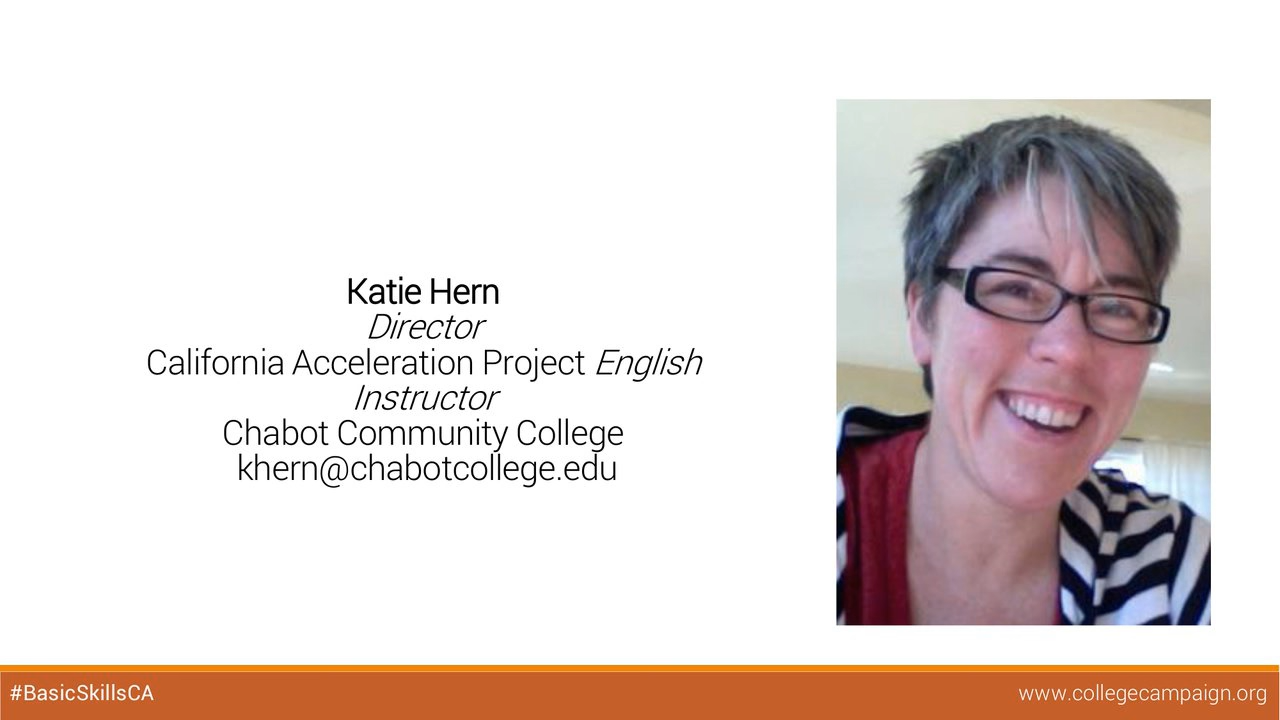 Katie Hern
Director
California Acceleration Project English
Instructor
Chabot Community College
khern@chabotcollege.edu
#BasicSkillsCA
www.collegecampaign.org